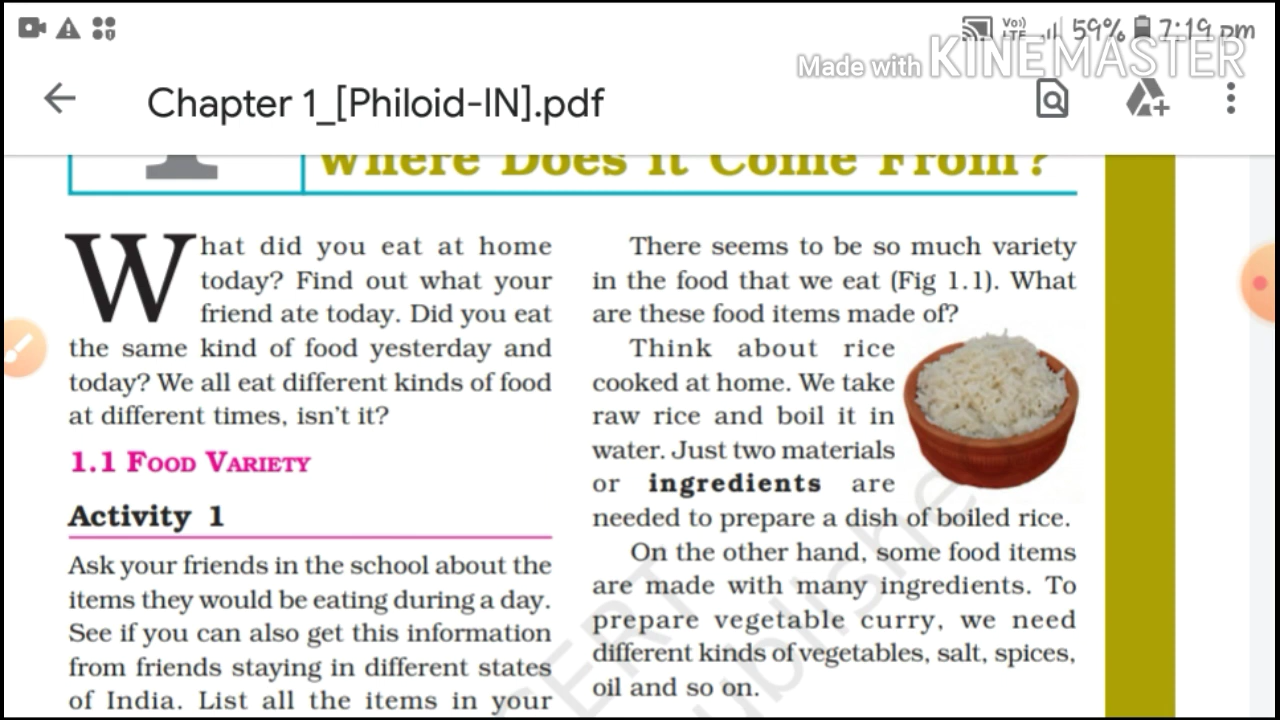 Vo)) LTE 59% 7:19 pm
Made with KINEMASTER
Chapter 1_[Philoid-IN].pdf
1 Where Does it Come From?
What did you eat at home
today? Find out what your
friend ate today. Did you eat
the same kind of food yesterday and
today? We all eat different kinds of food
at different times, isn't it?
1.1 FOOD VARIETY
Activity 1
Ask your friends in the school about the
items they would be eating during a day.
See if you can also get this information
from friends staying in different states
of India. List all the items in your
There seems to be so much variety
in the food that we eat (Fig 1.1). What
are these food items made of?
Think about rice
cooked at home. We take
raw rice and boil it in
water. Just two materials
or ingredients are
needed to prepare a dish of boiled rice.
On the other hand, some food items
are made with many ingredients. To
prepare vegetable curry, we need
different kinds of vegetables, salt, spices,
oil and so on.